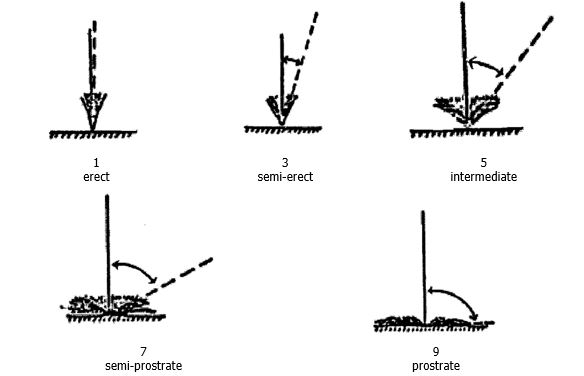 1
erect
3
semi-erect
5
intermediate
7
semi-prostrate
9
prostrate